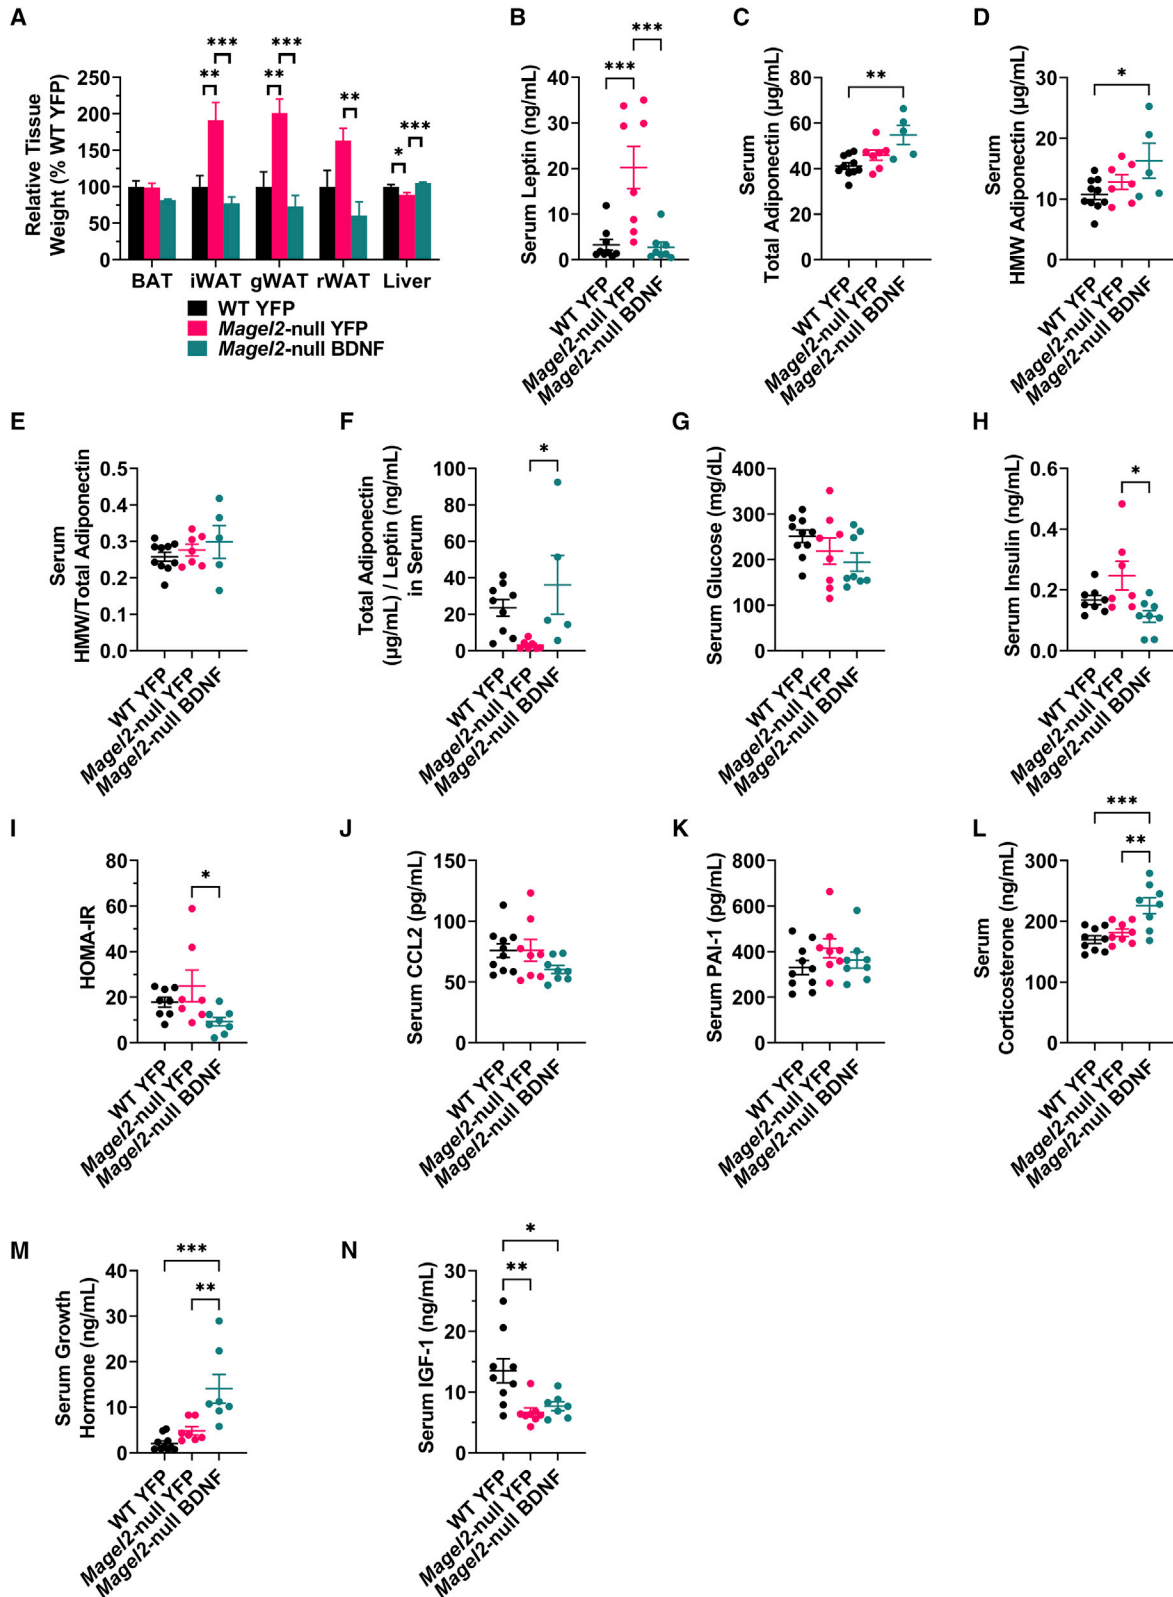 A
Relative Tissue
Weight (% WT YFP)
250
200
150
100
50
0
** *** ** *** ** * ***
BAT iWAT gWAT rWAT Liver
WT YFP
Magel2-null YFP
Magel2-null BDNF
B
Serum Leptin (ng/mL)
40
30
20
10
0
*** ***
WT YFP
Magel2-null YFP
Magel2-null BDNF
C
Serum
Total Adiponectin (µg/mL)
80
60
40
20
0
**
WT YFP
Magel2-null YFP
Magel2-null BDNF
D
Serum
HMW Adiponectin (µg/mL)
30
20
10
0
*
WT YFP
Magel2-null YFP
Magel2-null BDNF
E
Serum
HMW/Total Adiponectin
0.5
0.4
0.3
0.2
0.1
0.0
WT YFP
Magel2-null YFP
Magel2-null BDNF
F
Total Adiponectin
(µg/mL) / Leptin (ng/mL)
in Serum
100
80
60
40
20
0
*
WT YFP
Magel2-null YFP
Magel2-null BDNF
G
Serum Glucose (mg/dL)
400
300
200
100
0
WT YFP
Magel2-null YFP
Magel2-null BDNF
H
Serum Insulin (ng/mL)
0.6
0.4
0.2
0.0
*
WT YFP
Magel2-null YFP
Magel2-null BDNF
I
HOMA-IR
80
60
40
20
0
*
WT YFP
Magel2-null YFP
Magel2-null BDNF
J
Serum CCL2 (pg/mL)
150
100
50
0
WT YFP
Magel2-null YFP
Magel2-null BDNF
K
Serum PAI-1 (pg/mL)
800
600
400
200
0
WT YFP
Magel2-null YFP
Magel2-null BDNF
L
Serum
Corticosterone (ng/mL)
300
200
100
0
***
**
WT YFP
Magel2-null YFP
Magel2-null BDNF
M
Serum Growth
Hormone (ng/mL)
40
30
20
10
0
***
**
WT YFP
Magel2-null YFP
Magel2-null BDNF
N
Serum IGF-1 (ng/mL)
30
20
10
0
*
**
WT YFP
Magel2-null YFP
Magel2-null BDNF